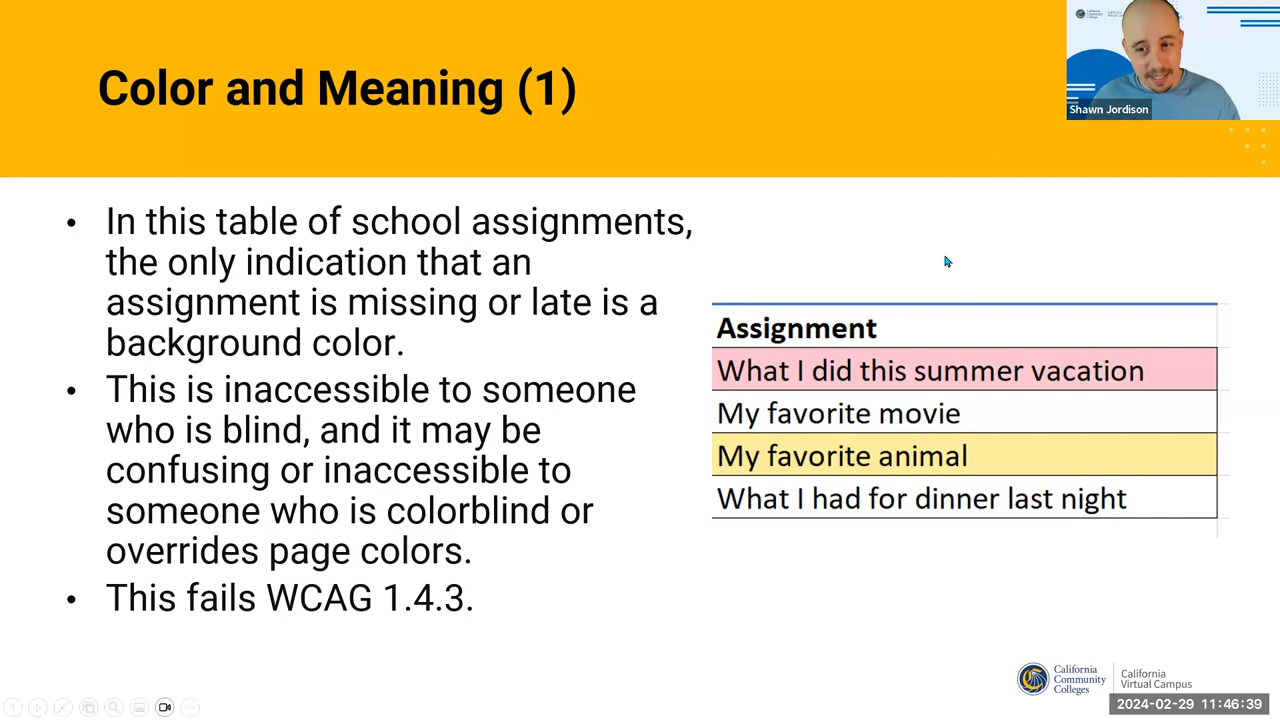 Color and Meaning (1)
California
Community
Colleges
Shawn Jordison
• In this table of school assignments,
the only indication that an
assignment is missing or late is a
background color.
• This is inaccessible to someone
who is blind, and it may be
confusing or inaccessible to
someone who is colorblind or
overrides page colors.
• This fails WCAG 1.4.3.
Assignment
What I did this summer vacation
My favorite movie
My favorite animal
What I had for dinner last night
California
Community
Colleges
California
Virtual Campus
2024-02-29 11:46:39